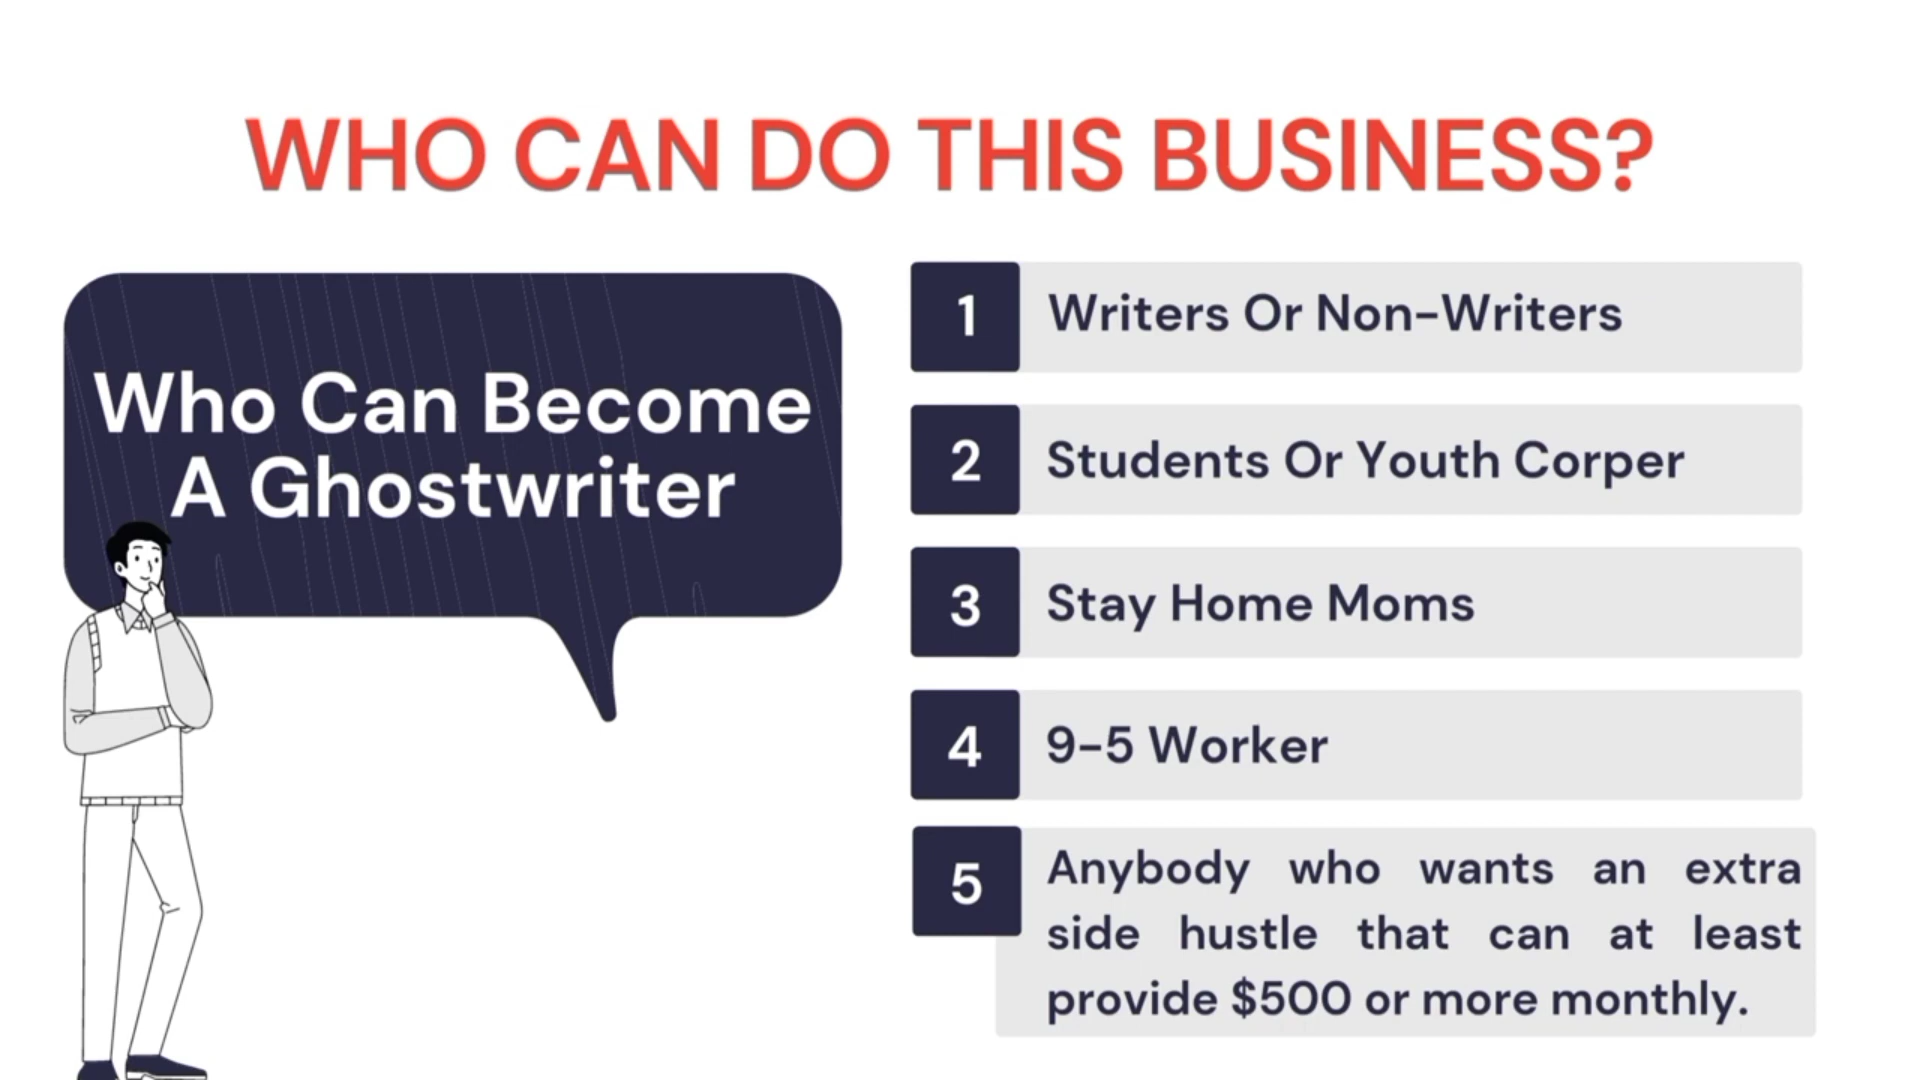 WHO CAN DO THIS BUSINESS?
Who Can Become
A Ghostwriter
1 Writers Or Non-Writers
2 Students Or Youth Corper
3 Stay Home Moms
4 9-5 Worker
5 Anybody who wants an extra
side hustle that can at least
provide $500 or more monthly.